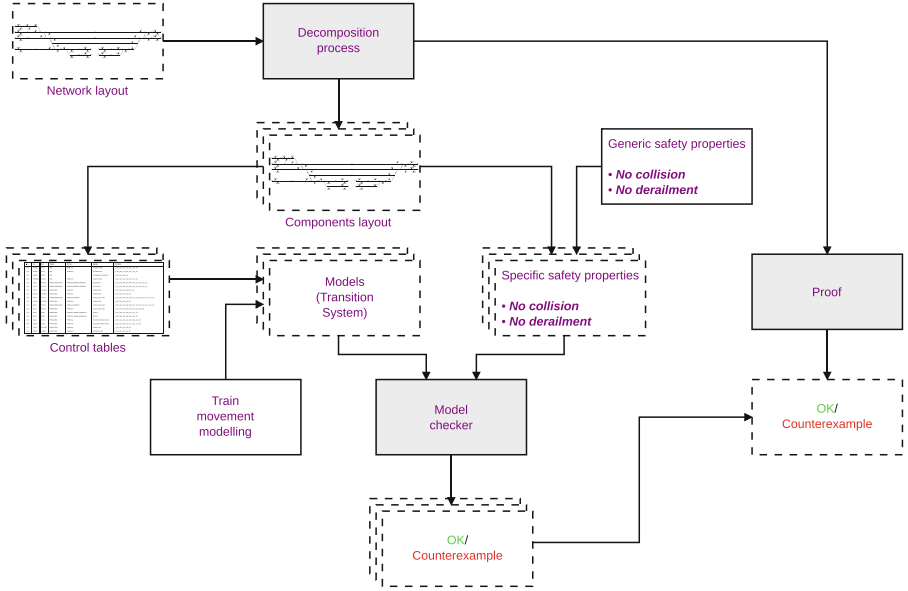 Decomposition
process
Network layout
Generic safety properties
• No collision
• No derailment
Components layout
Models
(Transition
System)
Specific safety properties
• No collision
• No derailment
Proof
Control tables
Train
movement
modelling
Model
checker
OK/
Counterexample
OK/
Counterexample